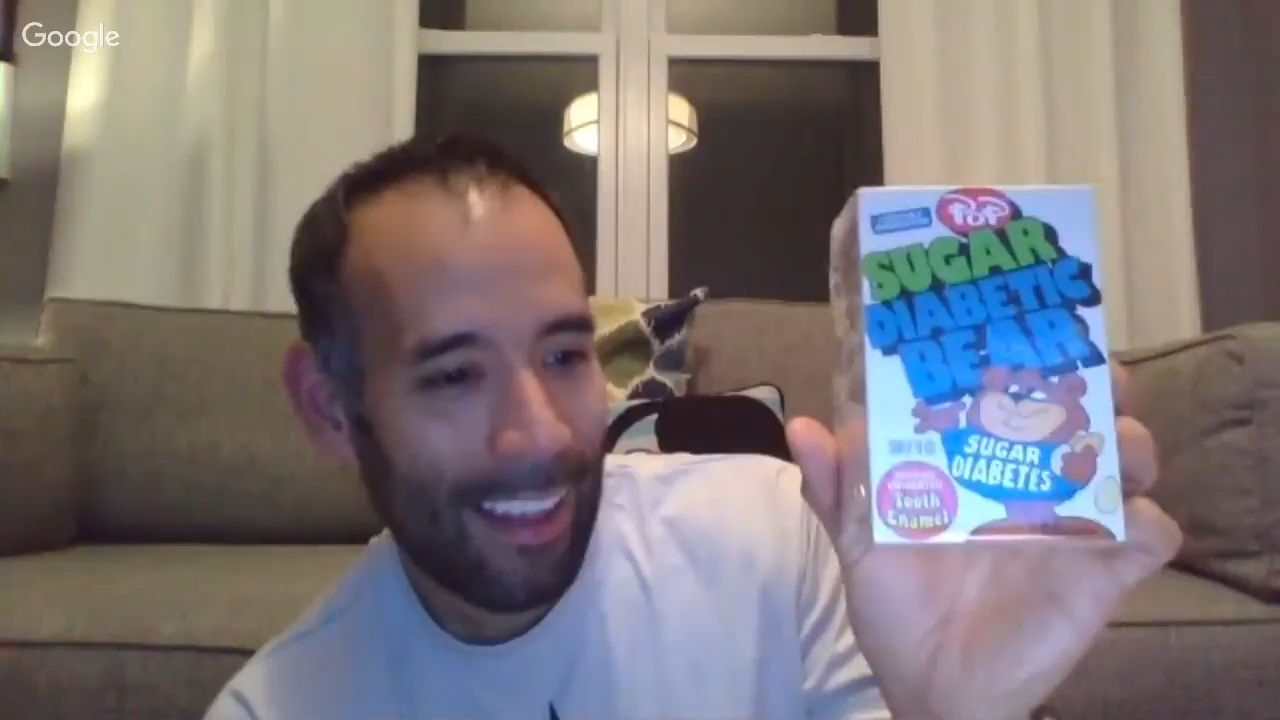 Google
POP
SUGAR
DIABETIC
BEAR
SUGAR
DIABETES
Tooth
Enamel